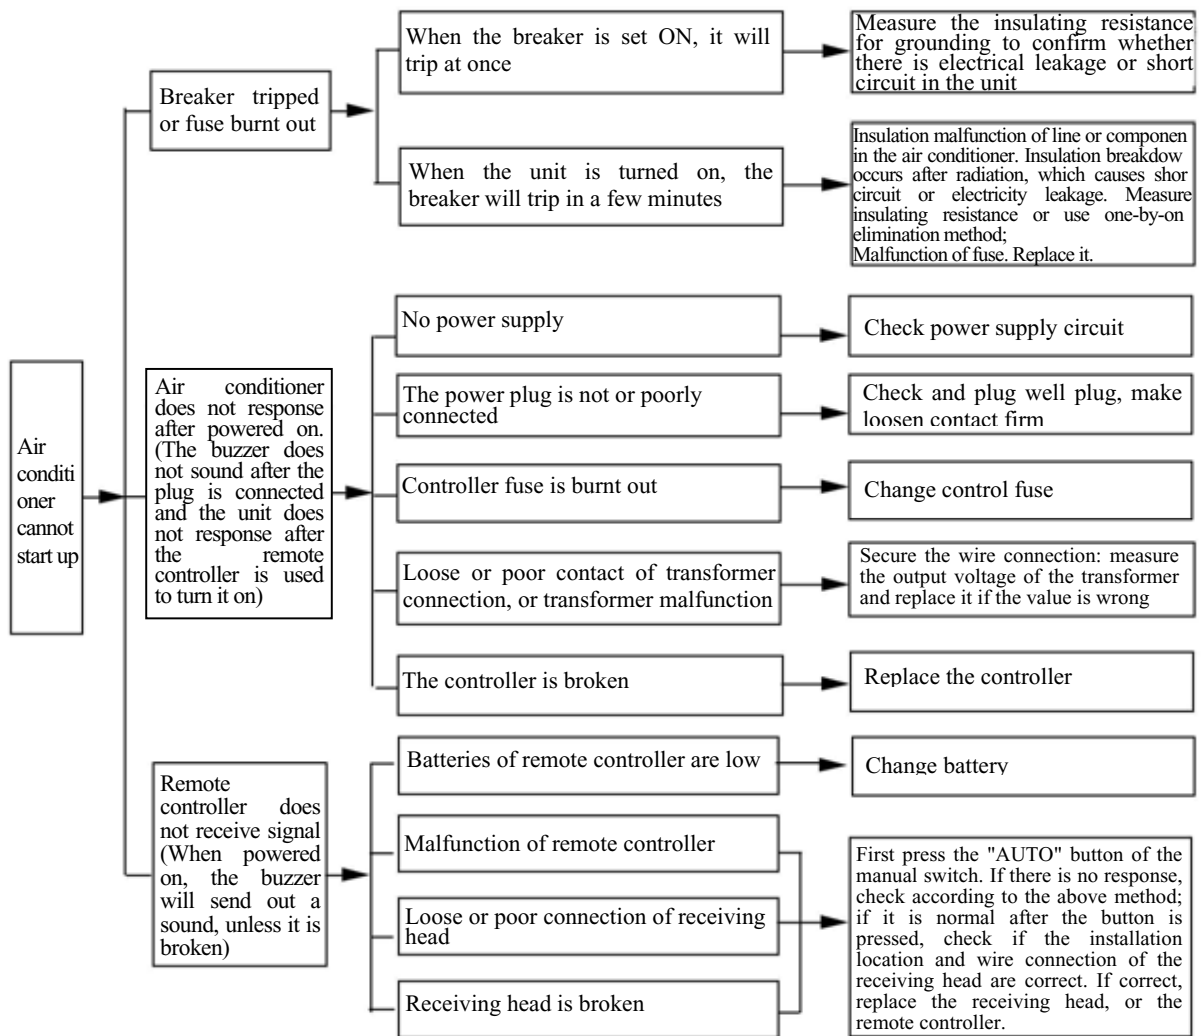 Air
conditi
oner
cannot
start up
Breaker tripped
or fuse burnt out
When the breaker is set ON, it will
trip at once
Measure the insulating resistance
for grounding to confirm whether
there is electrical leakage or short
circuit in the unit
When the unit is turned on, the
breaker will trip in a few minutes
Insulation malfunction of line or componen
in the air conditioner. Insulation breakdow
occurs after radiation, which causes shor
circuit or electricity leakage. Measure
insulating resistance or use one-by-on
elimination method;
Malfunction of fuse. Replace it.
Air conditioner
does not response
after powered on.
(The buzzer does
not sound after the
plug is connected
and the unit does
not response after
the remote
controller is used
to turn it on)
No power supply
Check power supply circuit
The power plug is not or poorly
connected
Check and plug well plug, make
loosen contact firm
Controller fuse is burnt out
Change control fuse
Loose or poor contact of transformer
connection, or transformer malfunction
Secure the wire connection: measure
the output voltage of the transformer
and replace it if the value is wrong
The controller is broken
Replace the controller
Remote
controller does
not receive signal
(When powered
on, the buzzer
will send out a
sound, unless it is
broken)
Batteries of remote controller are low
Change battery
Malfunction of remote controller
Loose or poor connection of receiving
head
Receiving head is broken
First press the "AUTO" button of the
manual switch. If there is no response,
check according to the above method;
if it is normal after the button is
pressed, check if the installation
location and wire connection of the
receiving head are correct. If correct,
replace the receiving head, or the
remote controller.